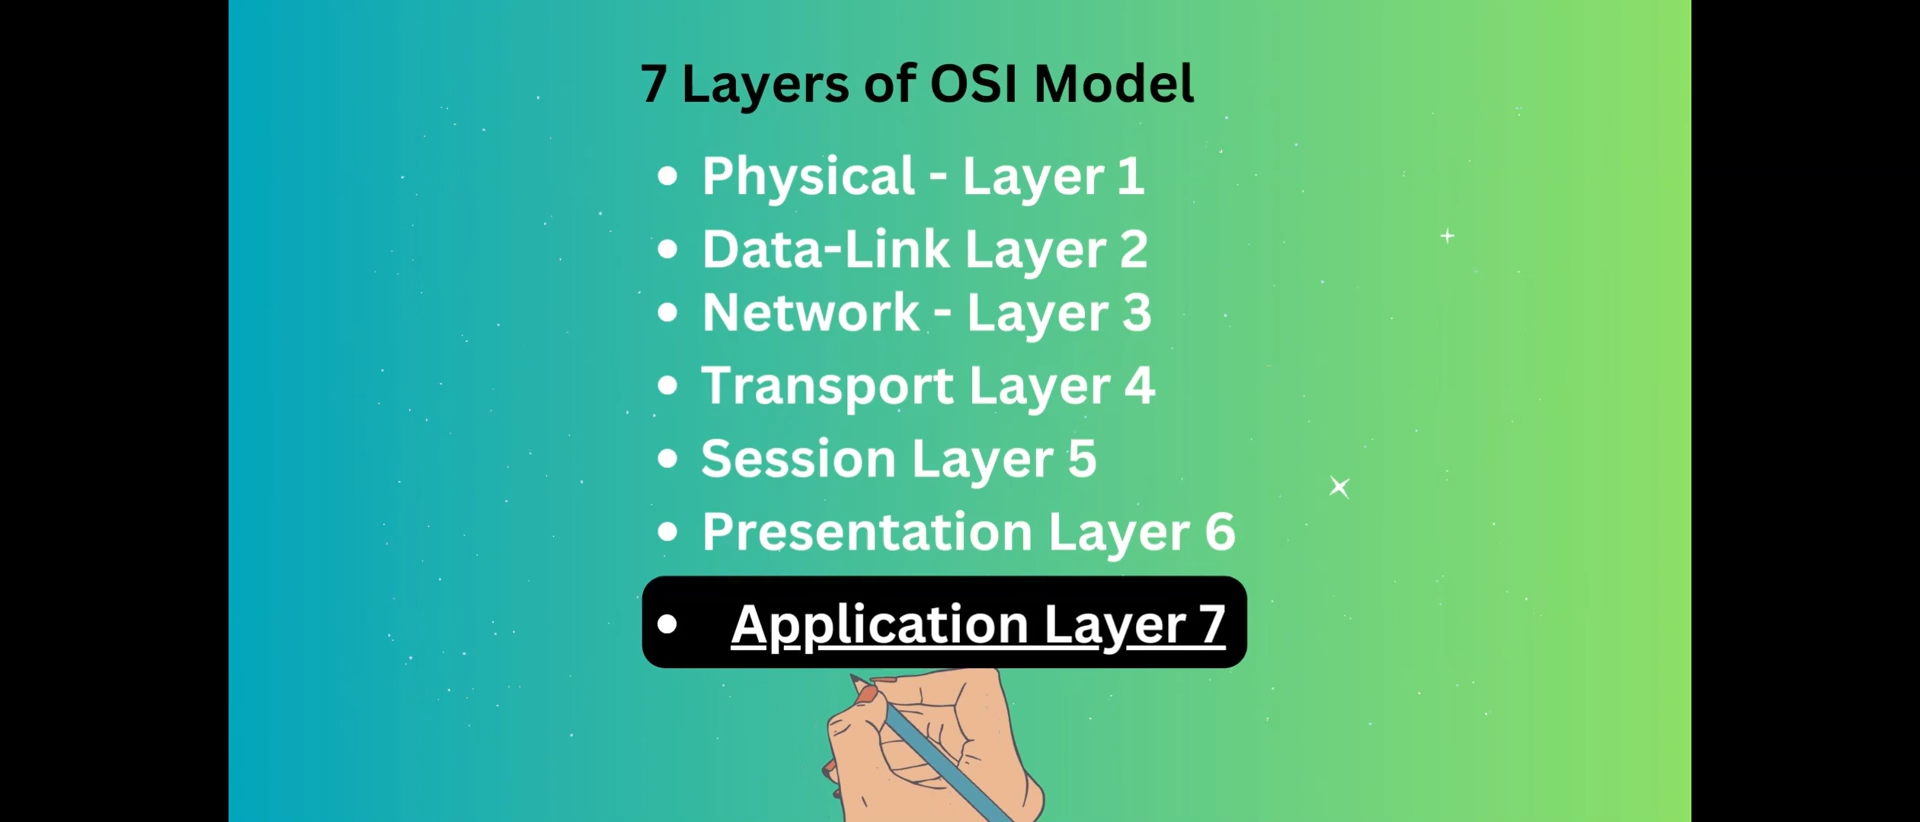 7 Layers of OSI Model
• Physical - Layer 1
• Data-Link Layer 2
• Network - Layer 3
• Transport Layer 4
• Session Layer 5
• Presentation Layer 6
• Application Layer 7